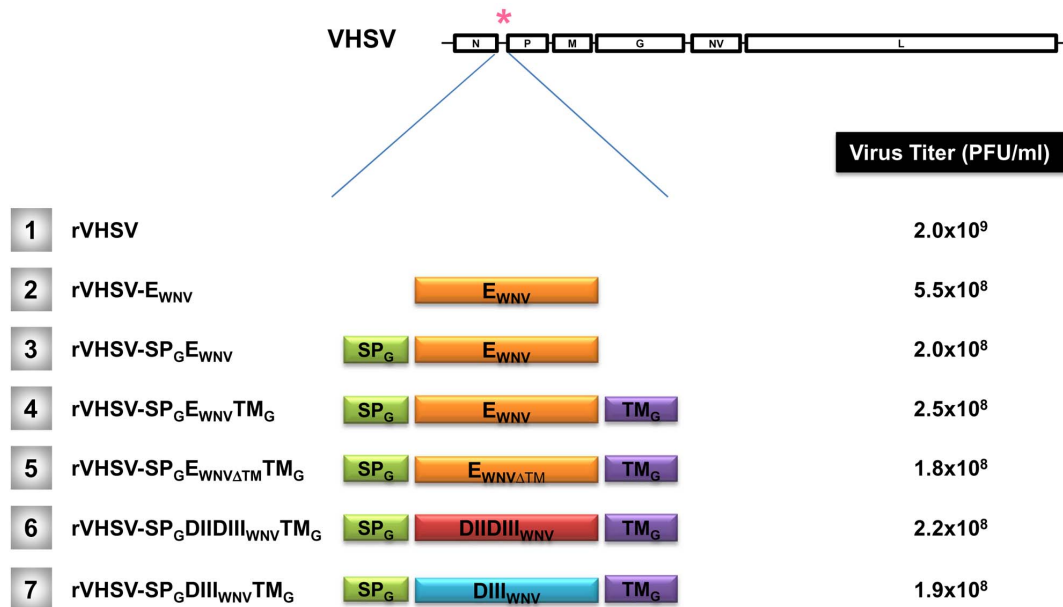 *
VHSV N P M G NV L
Virus Titer (PFU/ml)
1 rVHSV 2.0x10⁹
2 rVHSV-E_WNV E_WNV 5.5x10⁸
3 rVHSV-SP_GE_WNV SP_G E_WNV 2.0x10⁸
4 rVHSV-SP_GE_WNVTM_G SP_G E_WNV TM_G 2.5x10⁸
5 rVHSV-SP_GE_WNVΔTMTM_G SP_G E_WNVΔTM TM_G 1.8x10⁸
6 rVHSV-SP_GDIIDIII_WNVTM_G SP_G DIIDIII_WNV TM_G 2.2x10⁸
7 rVHSV-SP_GDIII_WNVTM_G SP_G DIII_WNV TM_G 1.9x10⁸